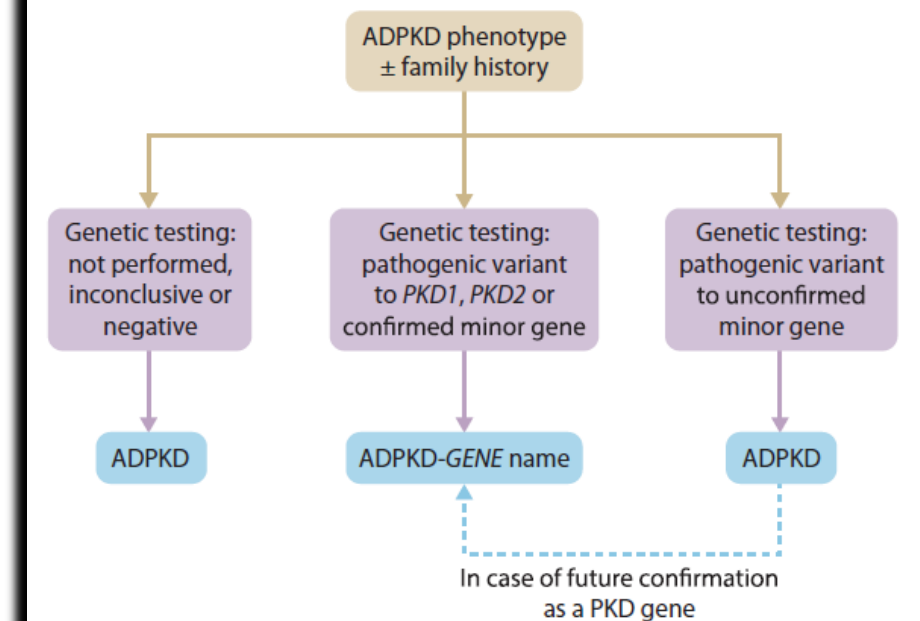 ADPKD phenotype
± family history
Genetic testing:
not performed,
inconclusive or
negative
Genetic testing:
pathogenic variant
to PKD1, PKD2 or
confirmed minor gene
Genetic testing:
pathogenic variant
to unconfirmed
minor gene
ADPKD
ADPKD-GENE name
ADPKD
In case of future confirmation
as a PKD gene